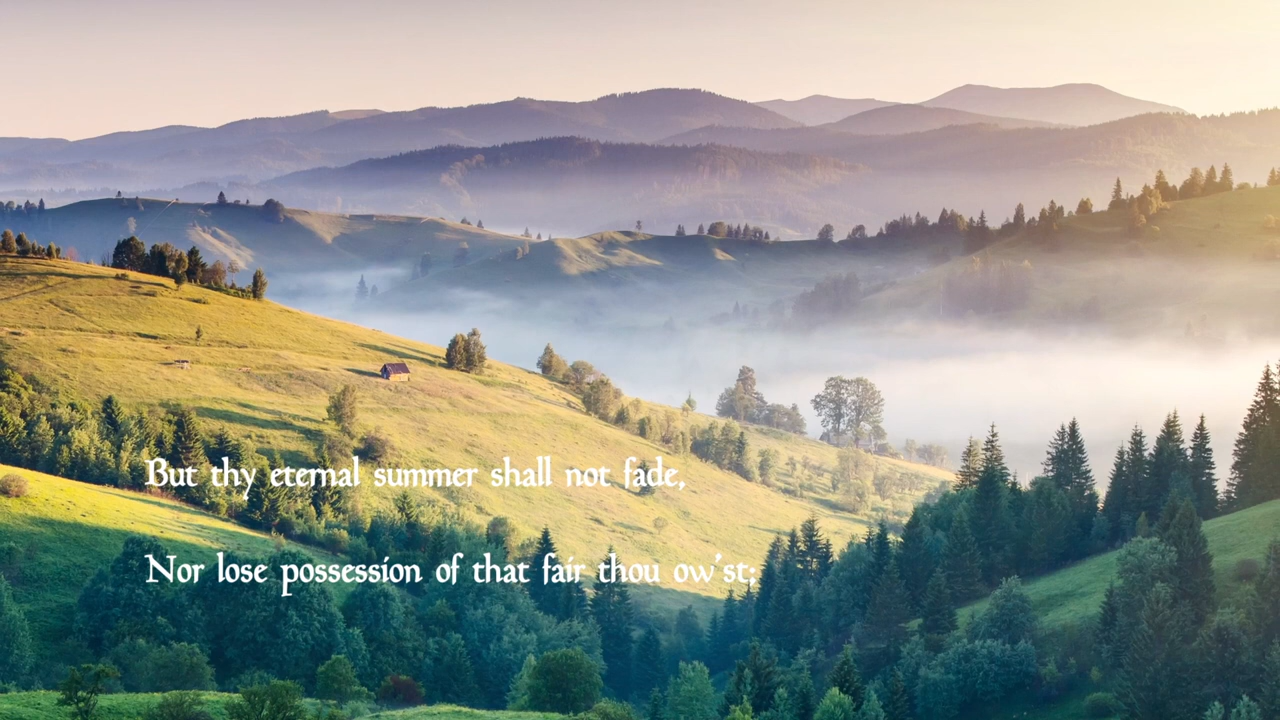 But thy eternal summer shall not fade,
Nor lose possession of that fair thou ow'st;